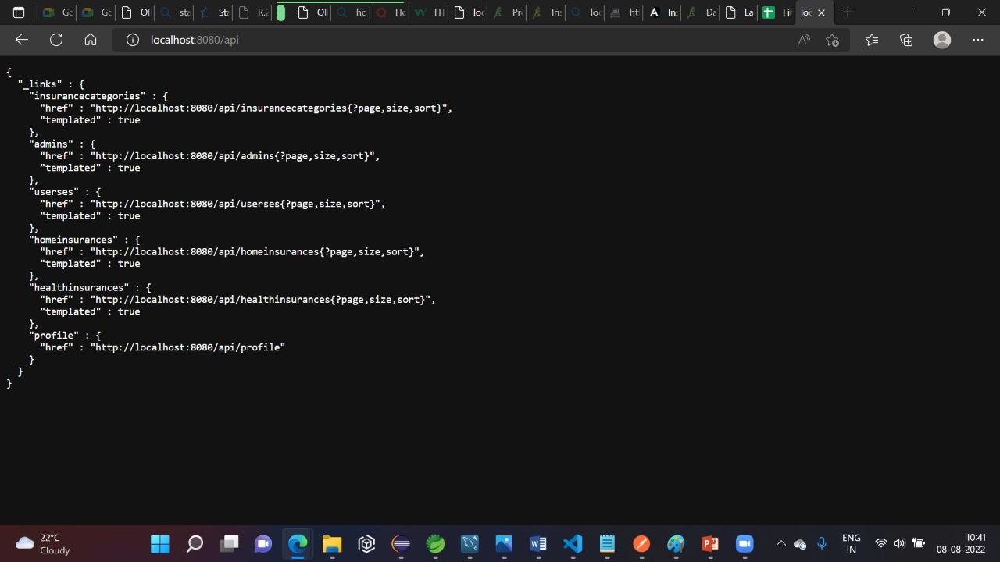 Gc
Gc
Ol
sta
Sta
R.2
Ol
ho
Ho
HT
loc
Pro
Ins
loc
ht
Ins
Da
La
Fir
loc
localhost:8080/api
{
"_links" : {
"insurancecategories" : {
"href" : "http://localhost:8080/api/insurancecategories{?page,size,sort}",
"templated" : true
},
"admins" : {
"href" : "http://localhost:8080/api/admins{?page,size,sort}",
"templated" : true
},
"userses" : {
"href" : "http://localhost:8080/api/userses{?page,size,sort}",
"templated" : true
},
"homeinsurances" : {
"href" : "http://localhost:8080/api/homeinsurances{?page,size,sort}",
"templated" : true
},
"healthinsurances" : {
"href" : "http://localhost:8080/api/healthinsurances{?page,size,sort}",
"templated" : true
},
"profile" : {
"href" : "http://localhost:8080/api/profile"
}
}
}
22°C
Cloudy
ENG
IN
10:41
08-08-2022